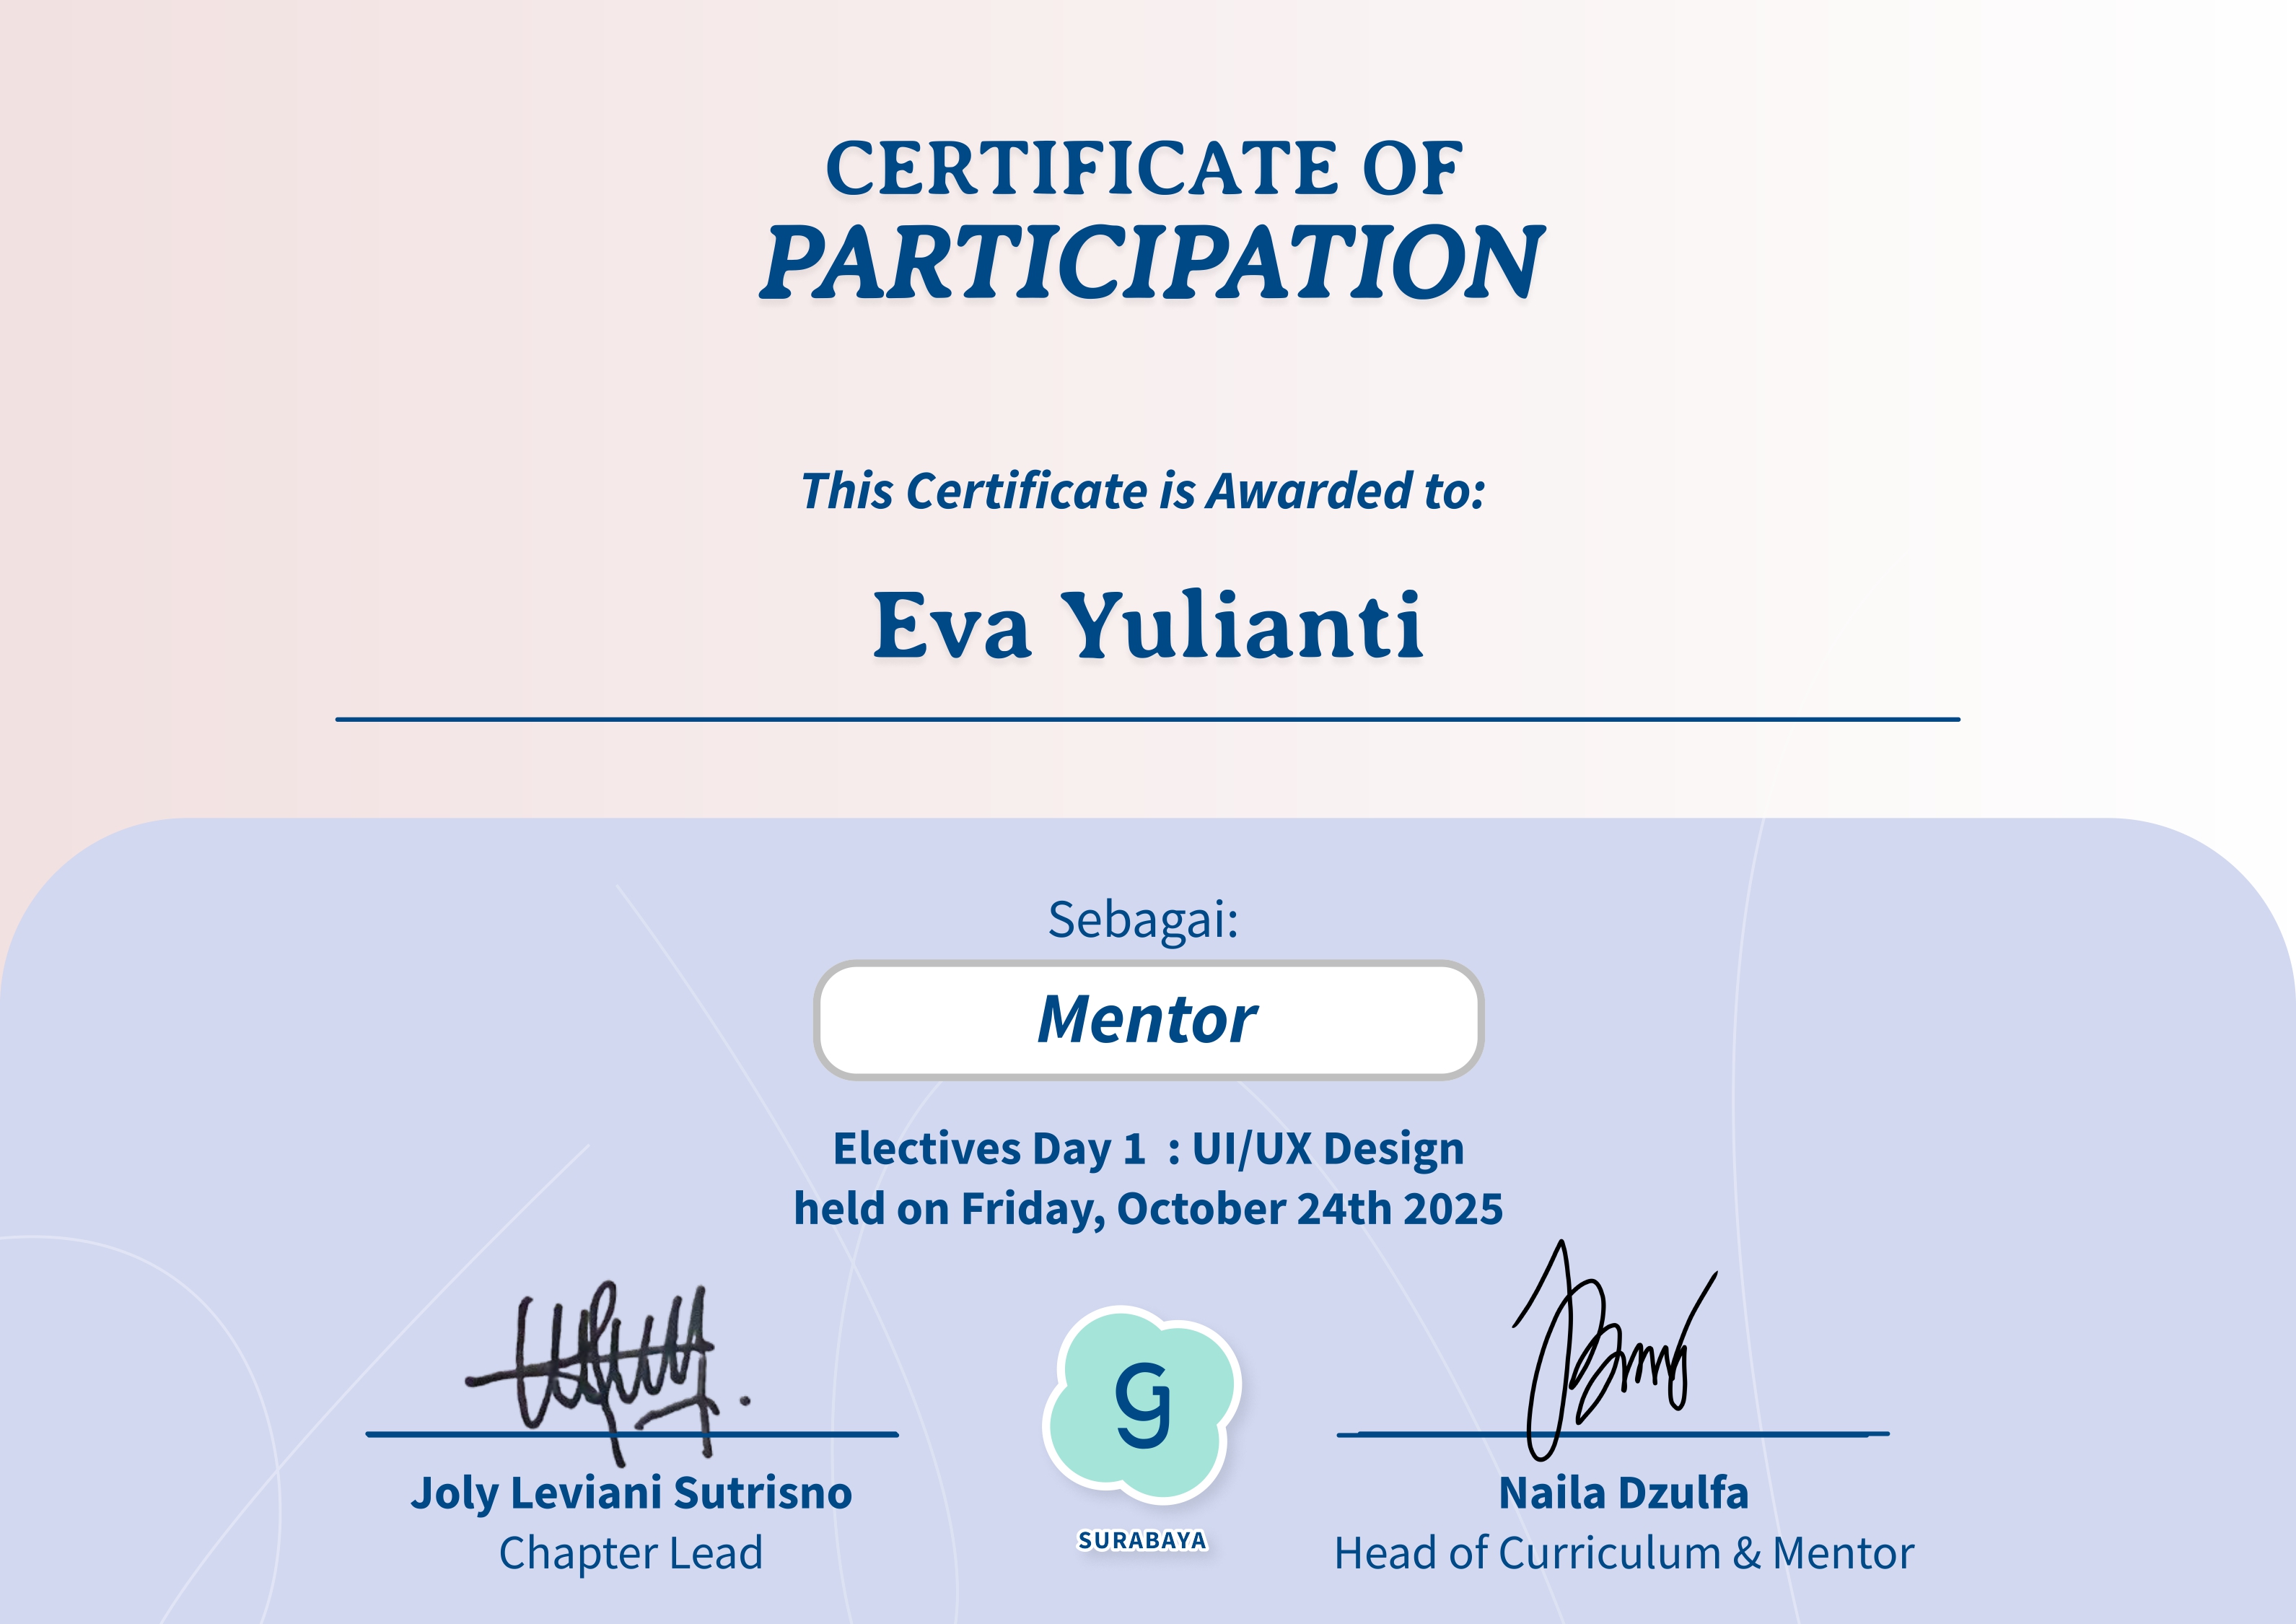 CERTIFICATE OF
PARTICIPATION
This Certificate is Awarded to:
Eva Yulianti
Sebagai:
Mentor
Electives Day 1 : UI/UX Design
held on Friday, October 24th 2025
Joly Leviani Sutrisno
Chapter Lead
g
SURABAYA
Naila Dzulfa
Head of Curriculum & Mentor